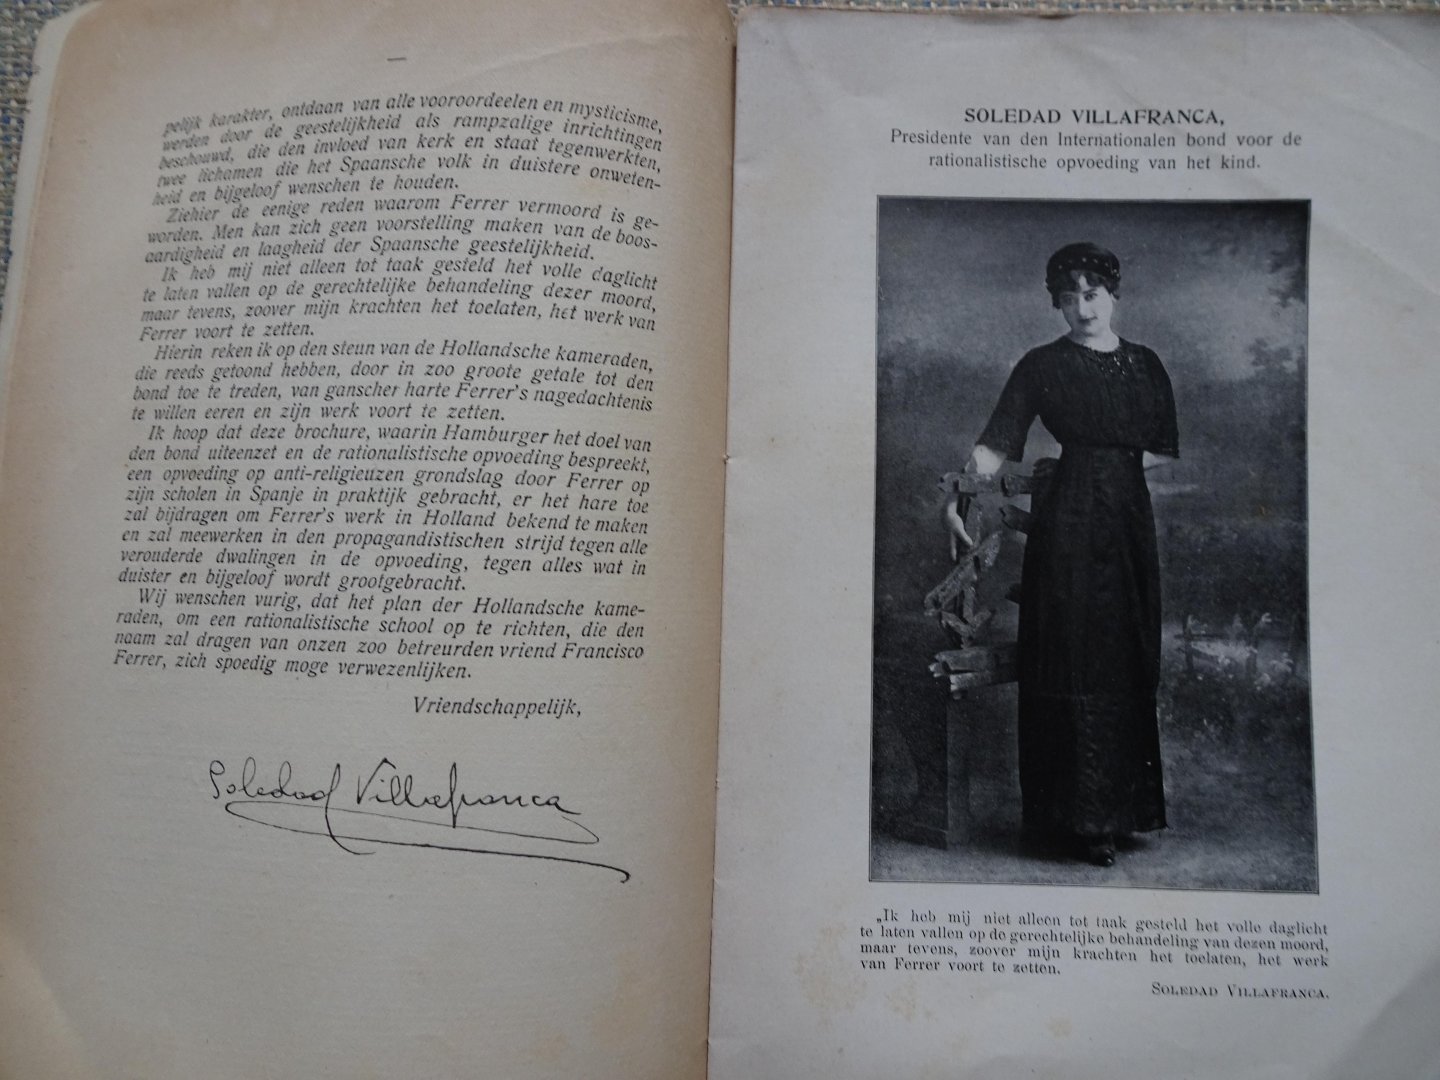 pelijk karakter, ontdaan van alle vooroordeelen en mysticisme,
werden door de geestelijkheid als rampzalige inrichtingen
beschouwd, die den invloed van kerk en staat tegenwerkten,
twee lichamen die het Spaansche volk in duistere onweten-
heid en bijgeloof wenschen te houden.
Ziehier de eenige reden waarom Ferrer vermoord is ge-
worden. Men kan zich geen voorstelling maken van de boos-
aardigheid en laagheid der Spaansche geestelijkheid.
Ik heb mij niet alleen tot taak gesteld het volle daglicht
te laten vallen op de gerechtelijke behandeling dezer moord,
maar tevens, zoover mijn krachten het toelaten, het werk van
Ferrer voort te zetten.
Hierin reken ik op den steun van de Hollandsche kameraden,
die reeds getoond hebben, door in zoo groote getale tot den
bond toe te treden, van ganscher harte Ferrer's nagedachtenis
te willen eeren en zijn werk voort te zetten.
Ik hoop dat deze brochure, waarin Hamburger het doel van
den bond uiteenzet en de rationalistische opvoeding bespreekt,
een opvoeding op anti-religieuzen grondslag door Ferrer op
zijn scholen in Spanje in praktijk gebracht, er het hare toe
zal bijdragen om Ferrer's werk in Holland bekend te maken
en zal meewerken in den propagandistischen strijd tegen alle
verouderde dwalingen in de opvoeding, tegen alles wat in
duister en bijgeloof wordt grootgebracht.
Wij wenschen vurig, dat het plan der Hollandsche kame-
raden, om een rationalistische school op te richten, die den
naam zal dragen van onzen zoo betreurden vriend Francisco
Ferrer, zich spoedig moge verwezenlijken.
Vriendschappelijk,
Soledad Villafranca
SOLEDAD VILLAFRANCA,
Presidente van den Internationalen bond voor de
rationalistische opvoeding van het kind.
„Ik heb mij niet alleen tot taak gesteld het volle daglicht
te laten vallen op de gerechtelijke behandeling van dezen moord,
maar tevens, zoover mijn krachten het toelaten, het werk
van Ferrer voort te zetten.
SOLEDAD VILLAFRANCA.